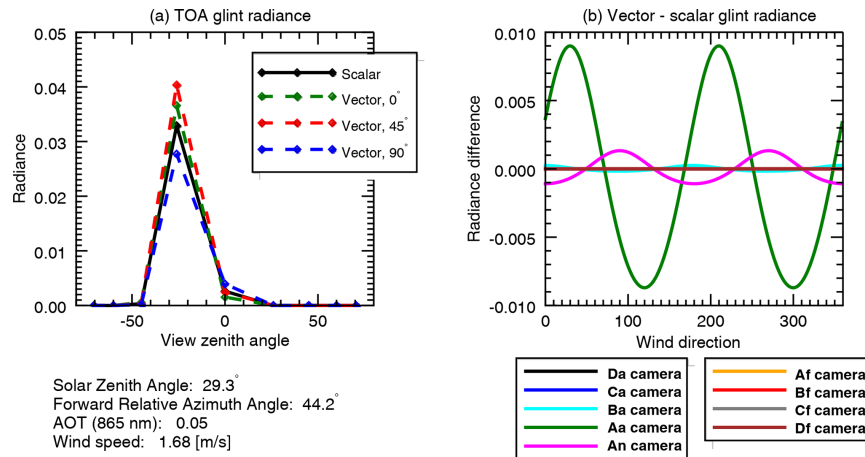 (a) TOA glint radiance
0.05
0.04
0.03
0.02
0.01
0.00
Radiance
-50
0
50
View zenith angle
Scalar
Vector, 0°
Vector, 45°
Vector, 90°
(b) Vector - scalar glint radiance
0.010
0.005
0.000
-0.005
-0.010
Radiance difference
0
100
200
300
Wind direction
Solar Zenith Angle: 29.3°
Forward Relative Azimuth Angle: 44.2°
AOT (865 nm): 0.05
Wind speed: 1.68 [m/s]
Da camera
Ca camera
Ba camera
Aa camera
An camera
Af camera
Bf camera
Cf camera
Df camera